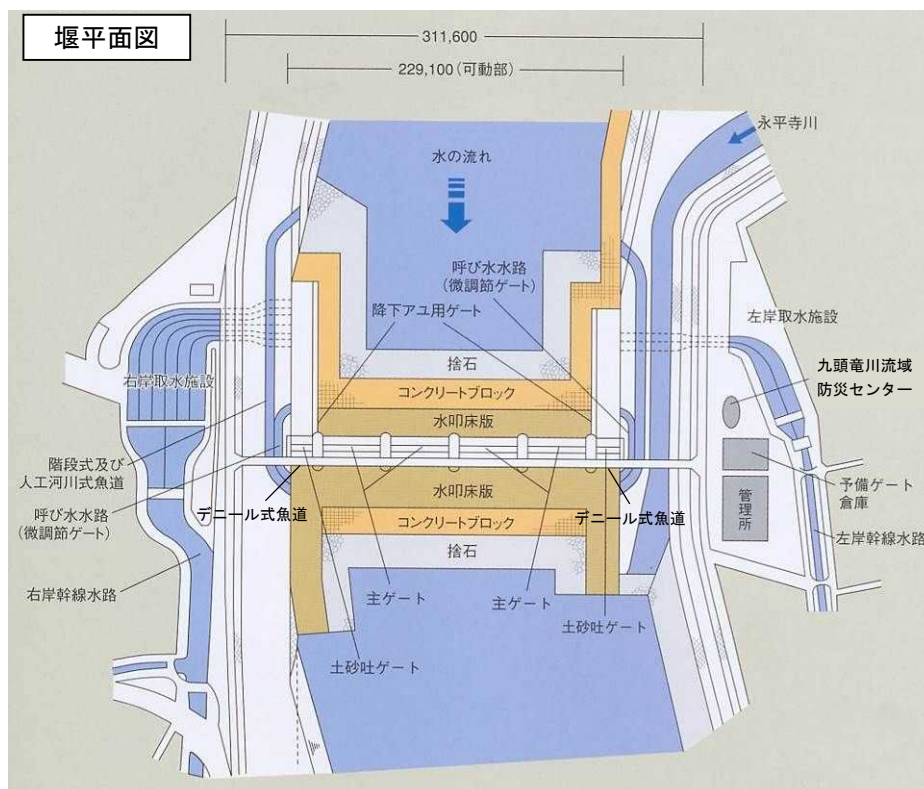 堰平面図
311,600
229,100(可動部)
永平寺川
水の流れ
呼び水水路
(微調節ゲート)
降下アユ用ゲート
左岸取水施設
捨石
九頭竜川流域
防災センター
右岸取水施設
コンクリートブロック
水叩床版
階段式及び
人工河川式魚道
予備ゲート
倉庫
水叩床版
管理所
デニール式魚道
デニール式魚道
呼び水水路
(微調節ゲート)
コンクリートブロック
左岸幹線水路
捨石
右岸幹線水路
主ゲート
主ゲート
土砂吐ゲート
土砂吐ゲート